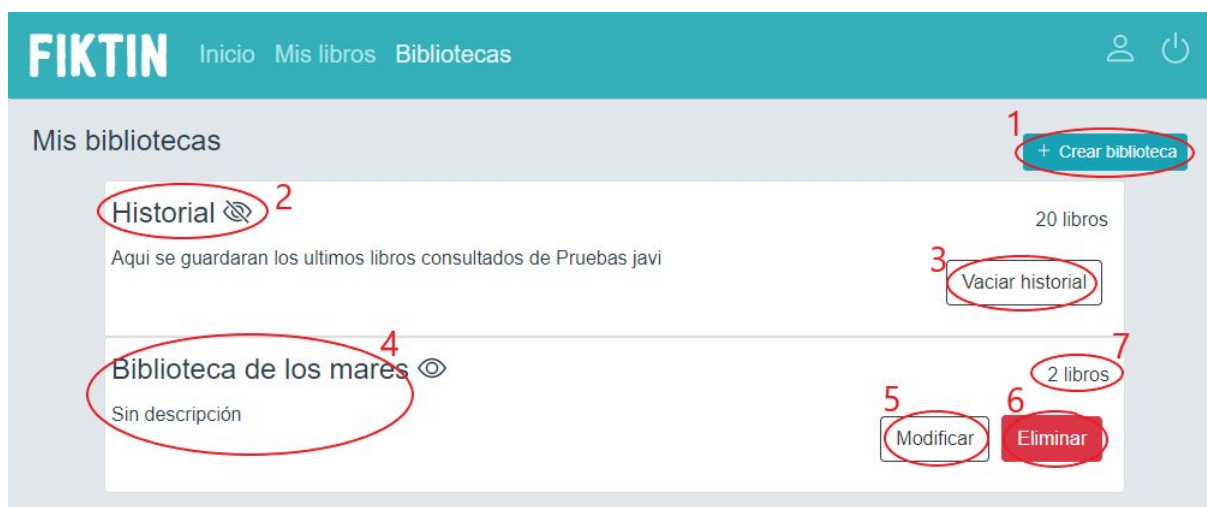 FIKTIN Inicio Mis libros Bibliotecas
Mis bibliotecas
1
+ Crear biblioteca
Historial 2
20 libros
Aqui se guardaran los ultimos libros consultados de Pruebas javi
3
Vaciar historial
4
7
Biblioteca de los mares
2 libros
Sin descripción
5
6
Modificar
Eliminar